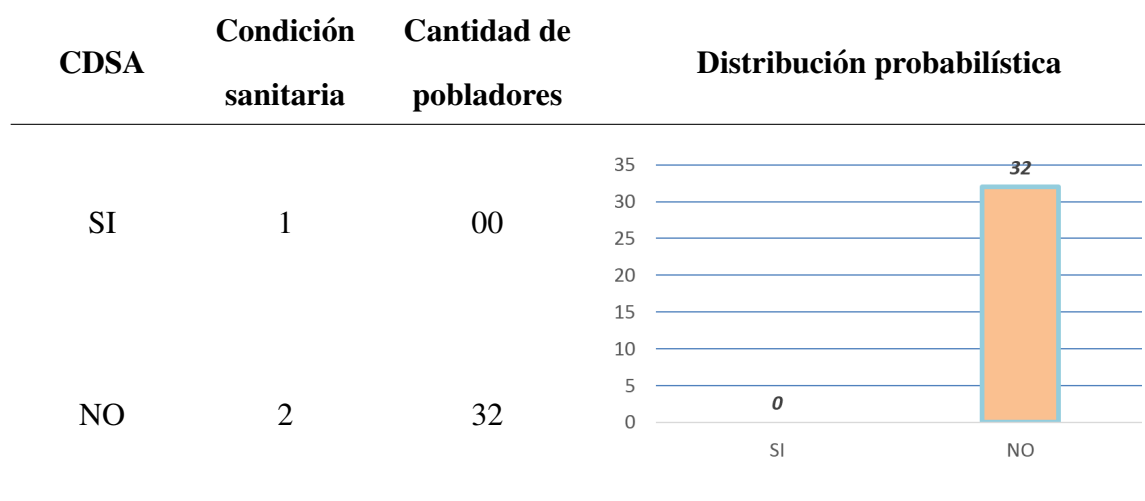 CDSA
Condición
sanitaria
Cantidad de
pobladores
Distribución probabilística
SI 1 00
NO 2 32
35
30
25
20
15
10
5
0
32
0
SI NO